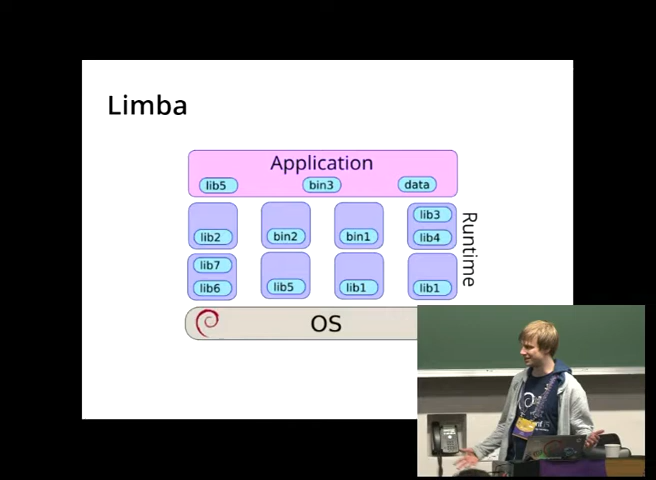 Limba
Application
lib5 bin3 data
lib2 bin2 bin1 lib3
lib4
Runtime
lib7
lib6 lib5 lib1 lib1
OS